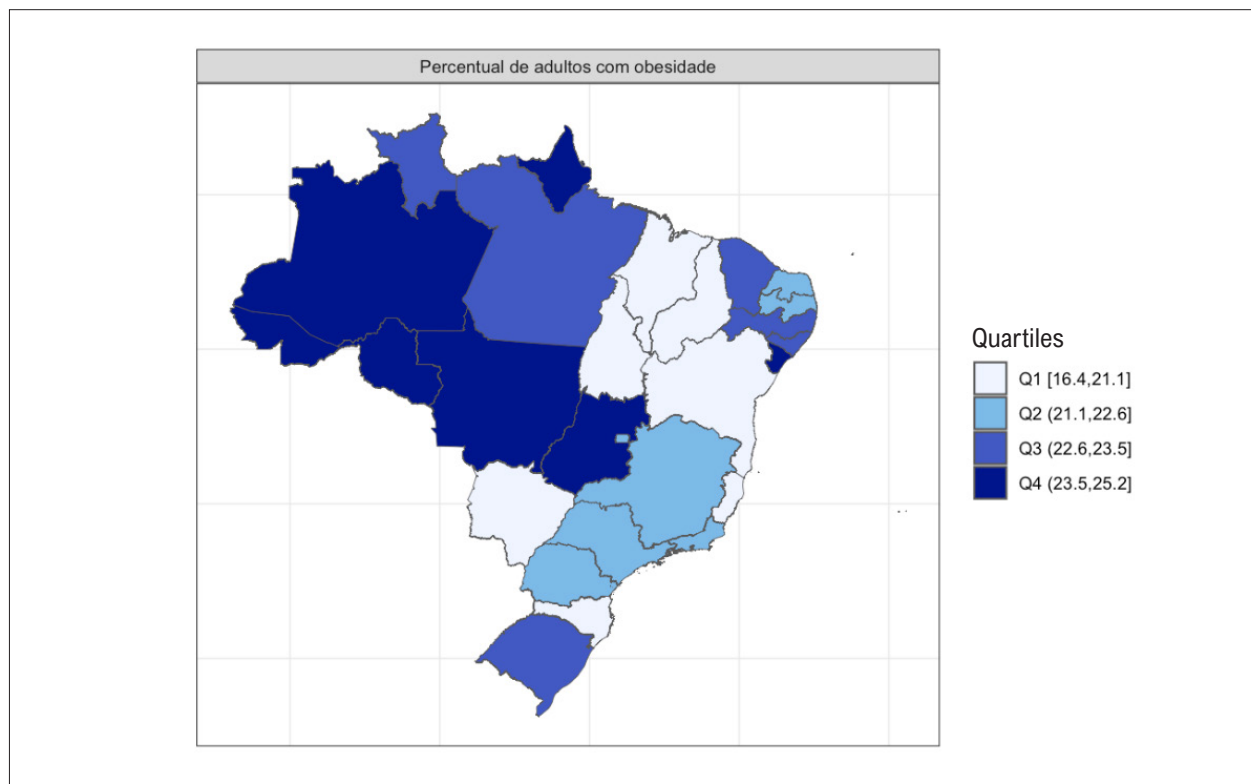 Percentual de adultos com obesidade
Quartiles
Q1 [16.4,21.1]
Q2 (21.1,22.6]
Q3 (22.6,23.5]
Q4 (23.5,25.2]